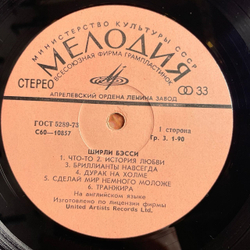 МИНИСТЕРСТВО КУЛЬТУРЫ СССР
МЕЛОДИЯ
ВСЕСОЮЗНАЯ ФИРМА ГРАМПЛАСТИНОК
СТЕРЕО
33
АПРЕЛЕВСКИЙ ОРДЕНА ЛЕНИНА ЗАВОД
ГОСТ 5289-73
С60—10857
1 сторона
Гр. 3. 1-90
ШИРЛИ БЭССИ
1. ЧТО-ТО 2. ИСТОРИЯ ЛЮБВИ
3. БРИЛЛИАНТЫ НАВСЕГДА
4. ДУРАК НА ХОЛМЕ
5. СДЕЛАЙ МИР НЕМНОГО МОЛОЖЕ
6. ТРАНКИРА
На английском языке
Изготовлено по лицензии фирмы
United Artists Records Ltd.